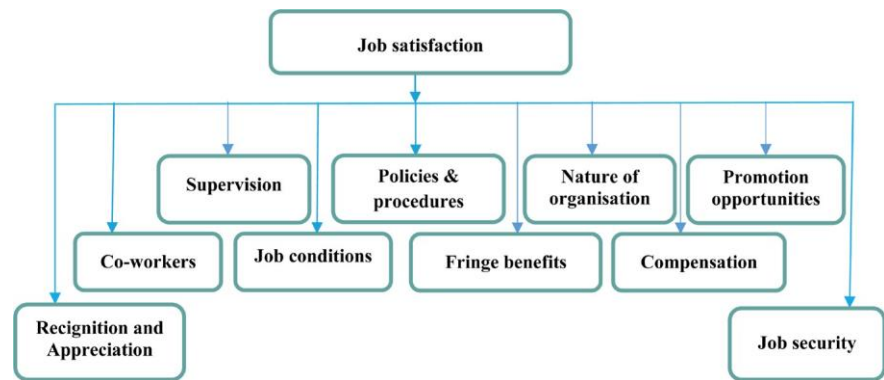 Job satisfaction
Supervision
Policies &
procedures
Nature of
organisation
Promotion
opportunities
Co-workers
Job conditions
Fringe benefits
Compensation
Recignition and
Appreciation
Job security